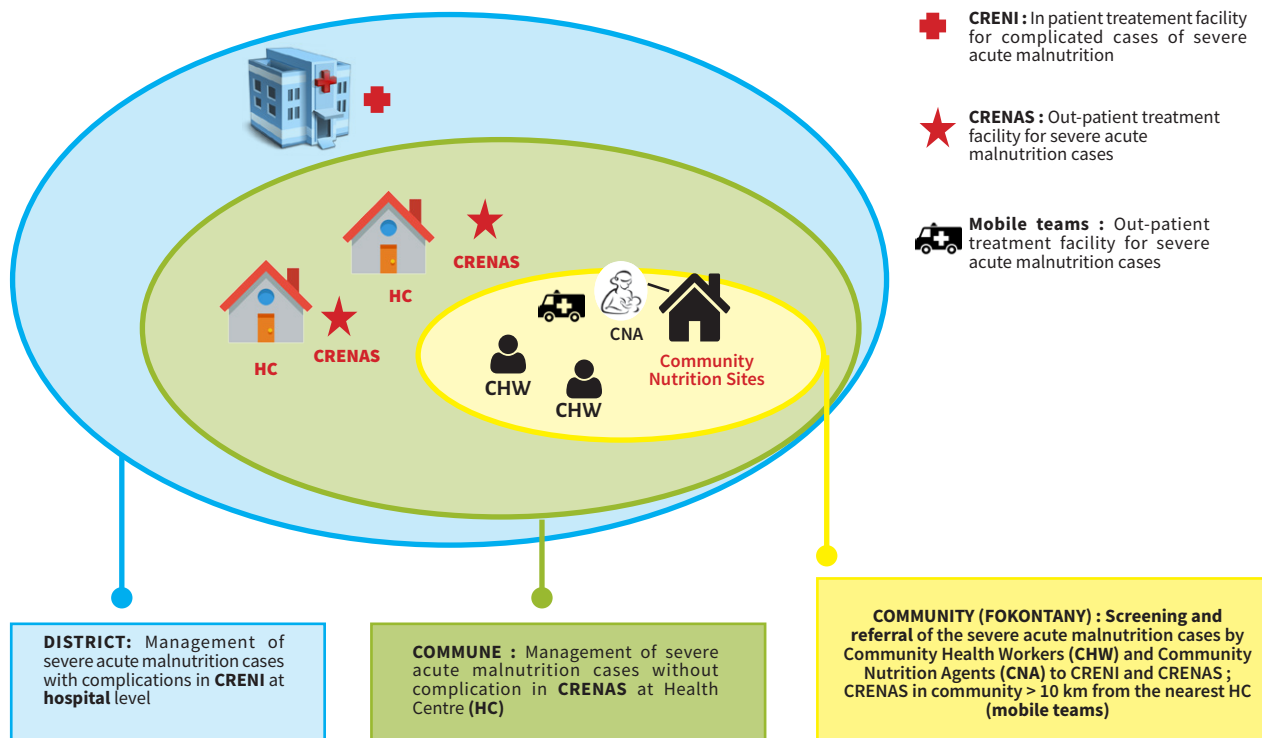 CRENI : In patient treatement facility
for complicated cases of severe
acute malnutrition
CRENAS : Out-patient treatment
facility for severe acute
malnutrition cases
Mobile teams : Out-patient
treatment facility for severe
acute malnutrition cases
CRENAS
HC
CRENAS
HC
CNA
Community
Nutrition Sites
CHW
CHW
DISTRICT: Management of
severe acute malnutrition cases
with complications in CRENI at
hospital level
COMMUNE : Management of severe
acute malnutrition cases without
complication in CRENAS at Health
Centre (HC)
COMMUNITY (FOKONTANY) : Screening and
referral of the severe acute malnutrition cases by
Community Health Workers (CHW) and Community
Nutrition Agents (CNA) to CRENI and CRENAS ;
CRENAS in community > 10 km from the nearest HC
(mobile teams)